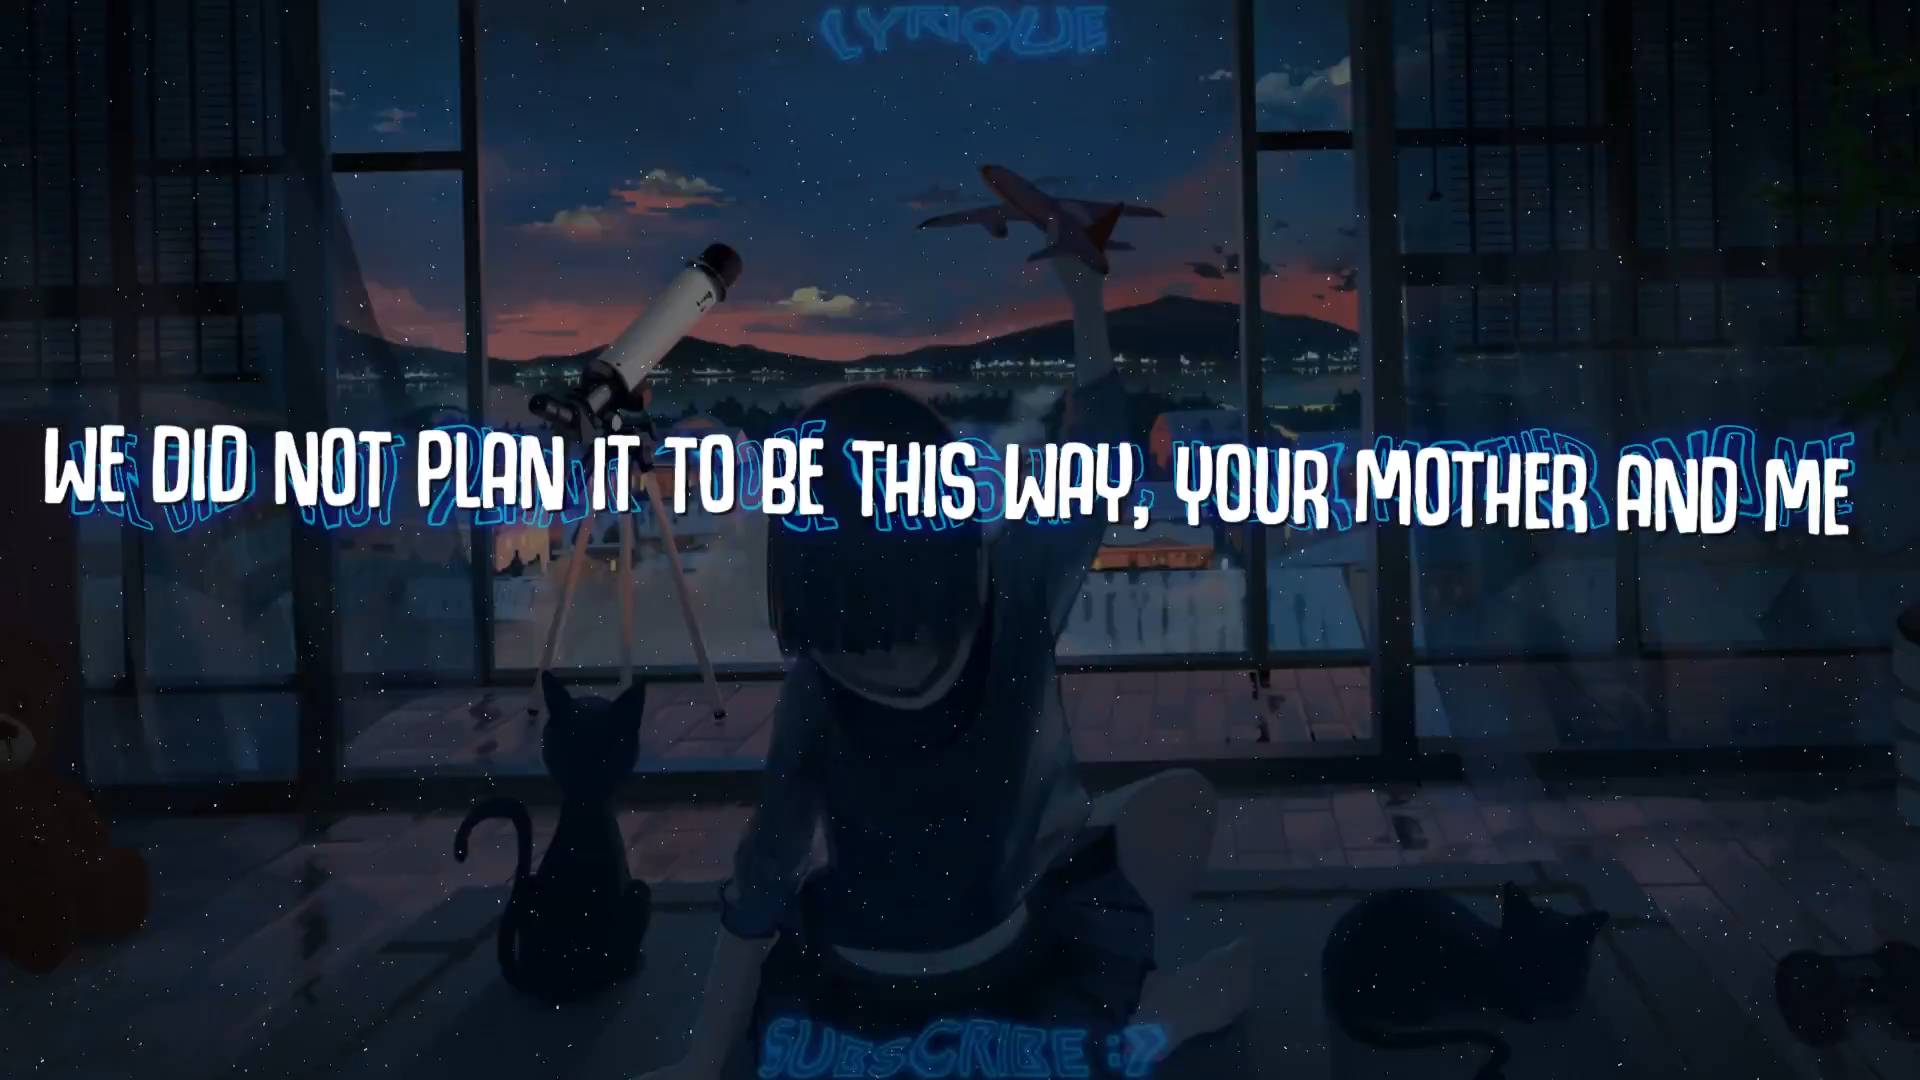 LYRIQUE
WE DID NOT PLAN IT TO BE THIS WAY, YOUR MOTHER AND ME
SUBSCRIBE :P